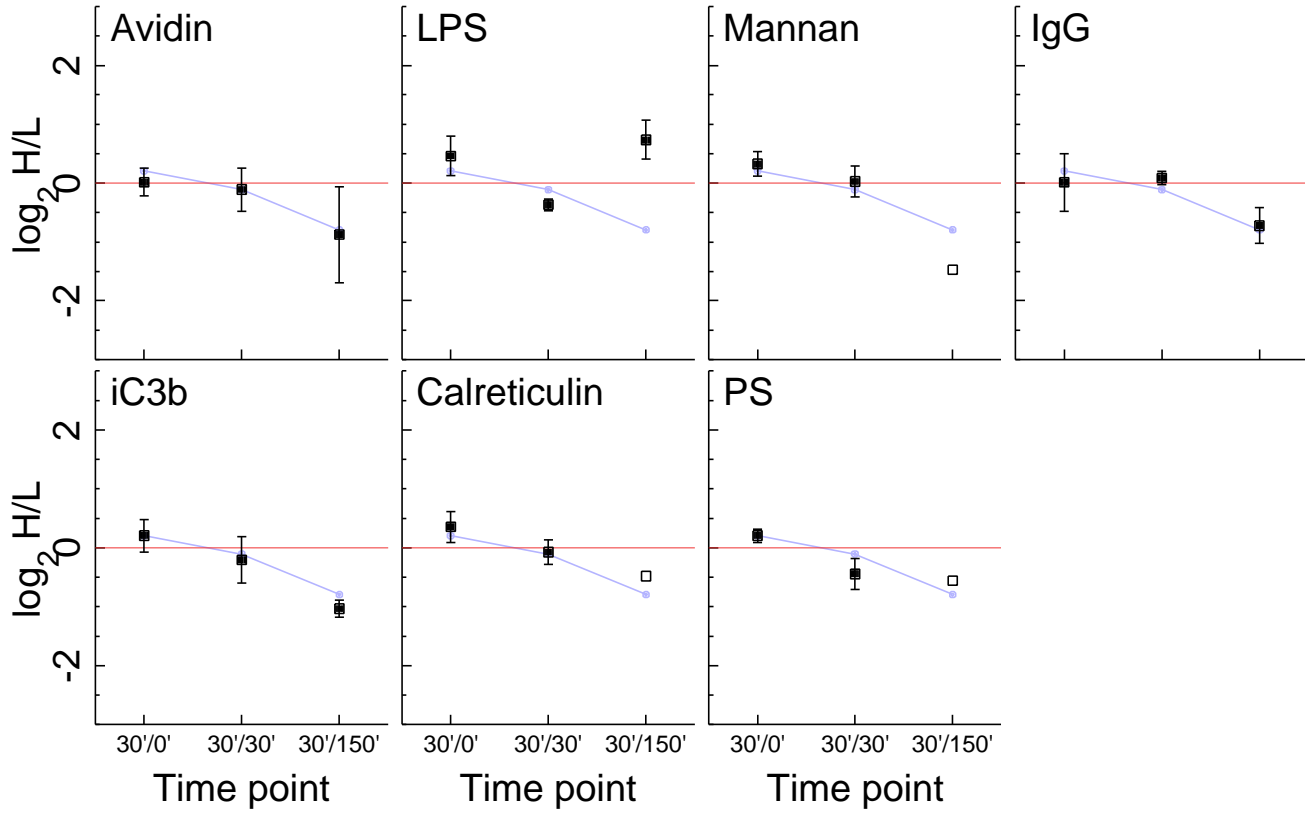 Avidin
LPS
Mannan
IgG
log2 H/L
2
0
-2
iC3b
Calreticulin
PS
log2 H/L
2
0
-2
30'/0' 30'/30' 30'/150'
30'/0' 30'/30' 30'/150'
30'/0' 30'/30' 30'/150'
Time point
Time point
Time point